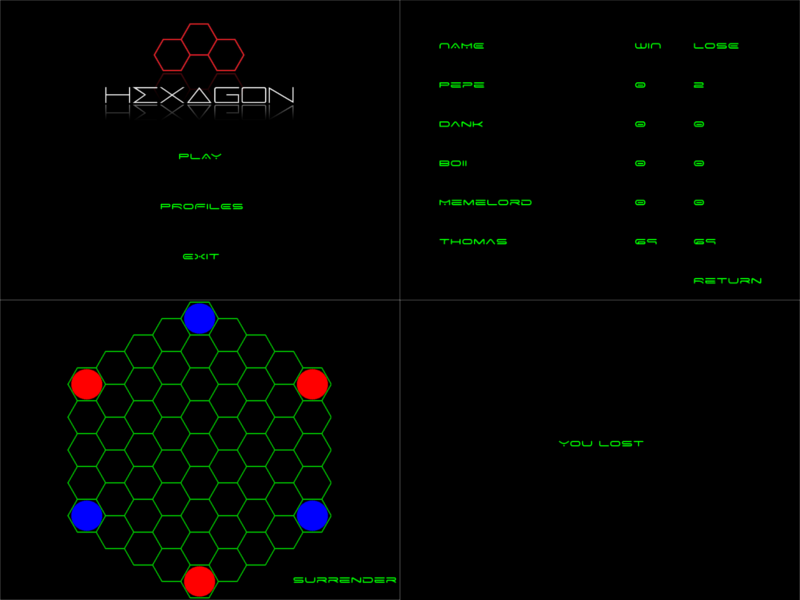 HEXAGON
PLAY
PROFILES
EXIT
NAME WIN LOSE
PEPE 0 2
DANK 0 0
BOII 0 0
MEMELORD 0 0
THOMAS 69 69
RETURN
SURRENDER
YOU LOST